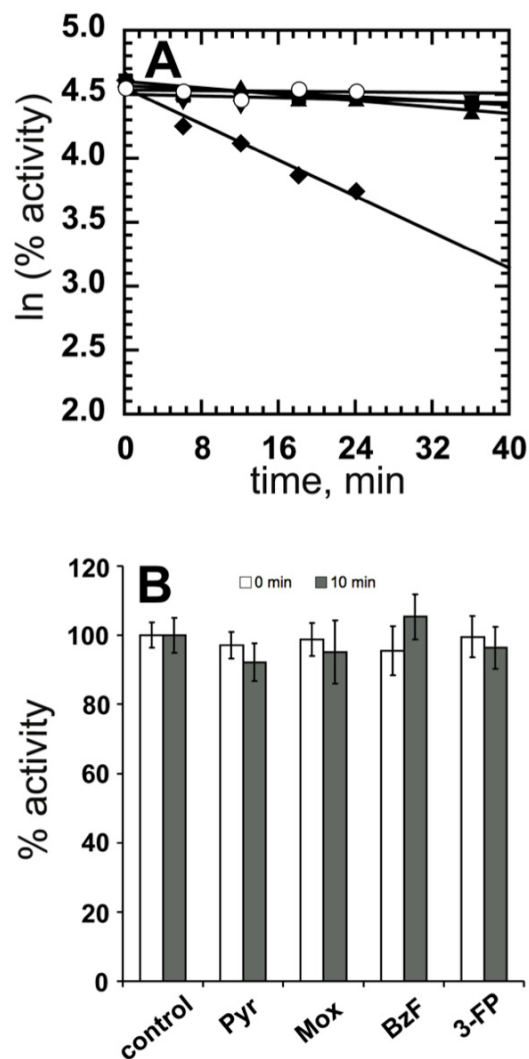 A
ln (% activity)
5.0
4.5
4.0
3.5
3.0
2.5
2.0
0 8 16 24 32 40
time, min
B
0 min 10 min
% activity
120
100
80
60
40
20
0
control Pyr Mox BzF 3-FP